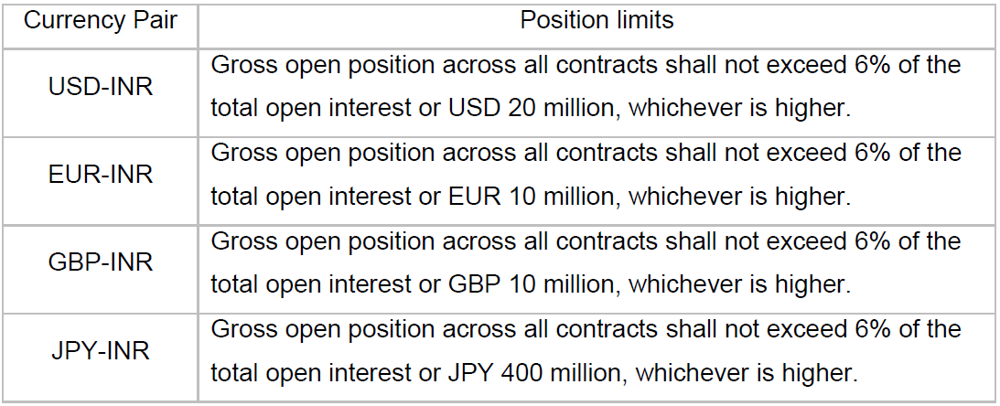 Currency Pair
Position limits
USD-INR
Gross open position across all contracts shall not exceed 6% of the
total open interest or USD 20 million, whichever is higher.
EUR-INR
Gross open position across all contracts shall not exceed 6% of the
total open interest or EUR 10 million, whichever is higher.
GBP-INR
Gross open position across all contracts shall not exceed 6% of the
total open interest or GBP 10 million, whichever is higher.
JPY-INR
Gross open position across all contracts shall not exceed 6% of the
total open interest or JPY 400 million, whichever is higher.